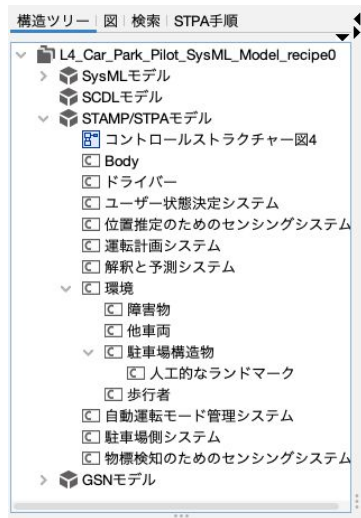 構造ツリー 図 検索 STPA手順
L4_Car_Park_Pilot_SysML_Model_recipe0
SysMLモデル
SCDLモデル
STAMP/STPAモデル
コントロールストラクチャー図4
C Body
C ドライバー
C ユーザー状態決定システム
C 位置推定のためのセンシングシステム
C 運転計画システム
C 解釈と予測システム
C 環境
C 障害物
C 他車両
C 駐車場構造物
C 人工的なランドマーク
C 歩行者
C 自動運転モード管理システム
C 駐車場側システム
C 物標検知のためのセンシングシステム
GSNモデル